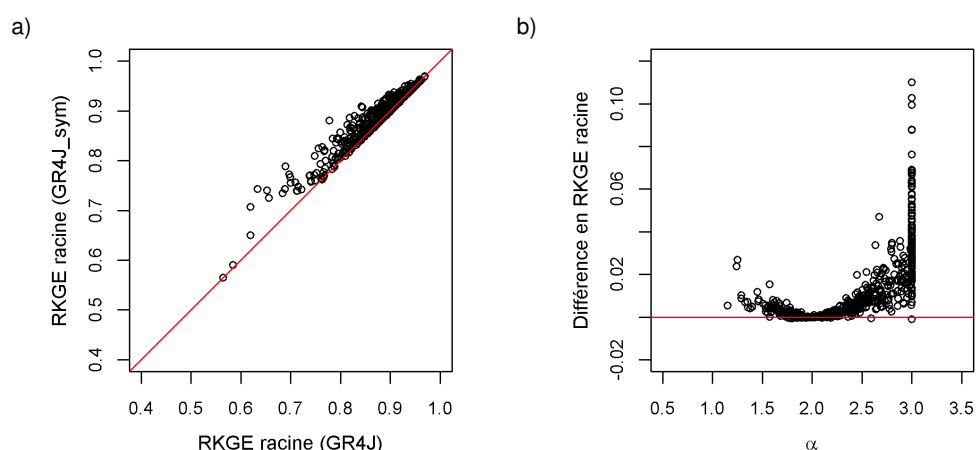 a)
RKGE racine (GR4J_sym)
1.0
0.9
0.8
0.7
0.6
0.5
0.4
0.4 0.5 0.6 0.7 0.8 0.9 1.0
RKGE racine (GR4J)
b)
Différence en RKGE racine
0.10
0.06
0.02
-0.02
0.5 1.0 1.5 2.0 2.5 3.0 3.5
α